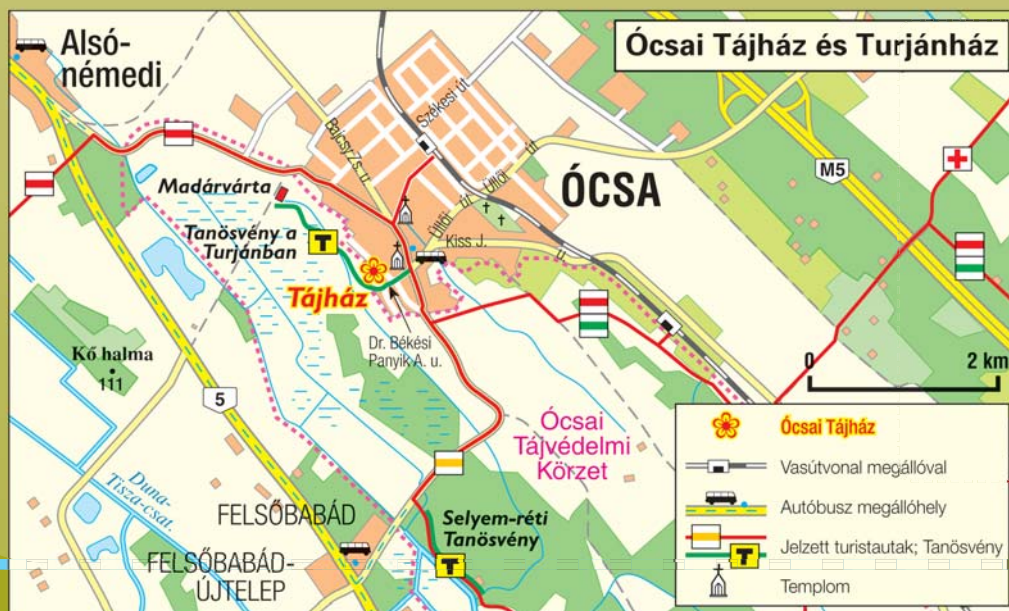 Ócsai Tájház és Turjánház
Alsó-
némedi
Székesi út
Bajcsy Zs. u.
ÓCSA
M5
Madárvárta
Üllői út
Üllői út
Tanösvény a
Turjánban
T
Kiss J. u.
Tájház
Dr. Békési
Panyik A. u.
Kő halma
111
5
0 2 km
Ócsai
Tájvédelmi
Körzet
Duna-
Tisza-csat.
FELSŐBABÁD
FELSŐBABÁD-
ÚJTELEP
Selyem-réti
Tanösvény
T
Ócsai Tájház
Vasútvonal megállóval
Autóbusz megállóhely
Jelzett turistautak; Tanösvény
T
Templom